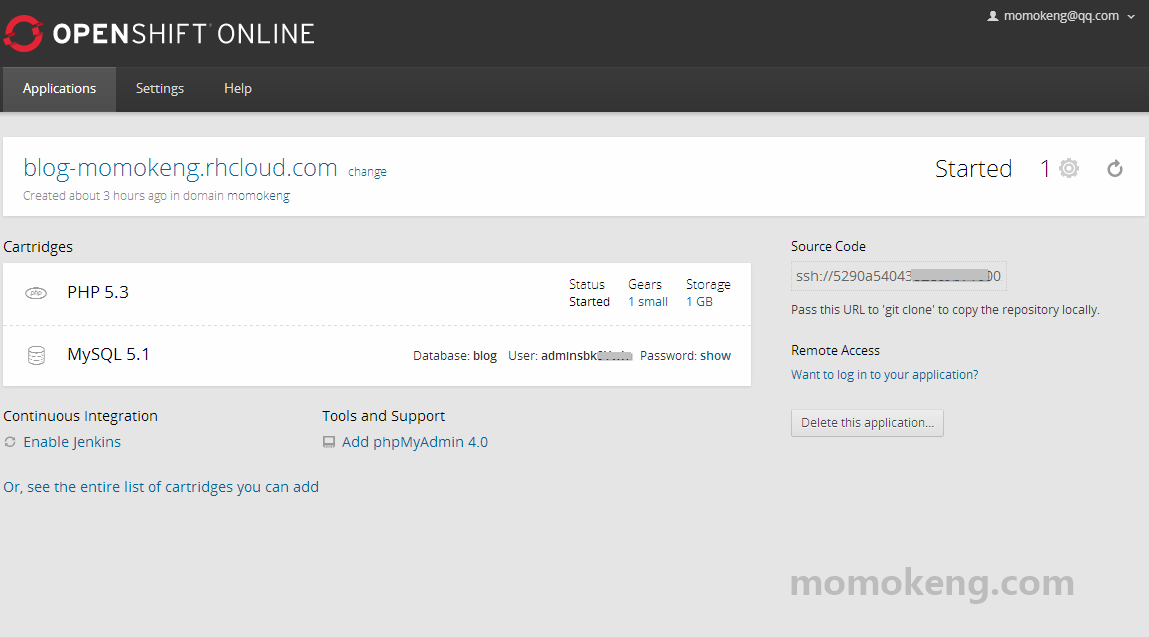 OPENSHIFT ONLINE
momokeng@qq.com
Applications Settings Help
blog-momokeng.rhcloud.com change
Started 1
Created about 3 hours ago in domain momokeng
Cartridges
php PHP 5.3
Status Gears Storage
Started 1 small 1 GB
MySQL 5.1
Database: blog User: adminsbk Password: show
Continuous Integration
Enable Jenkins
Tools and Support
Add phpMyAdmin 4.0
Or, see the entire list of cartridges you can add
Source Code
ssh://5290a5404 00
Pass this URL to 'git clone' to copy the repository locally.
Remote Access
Want to log in to your application?
Delete this application...
momokeng.com